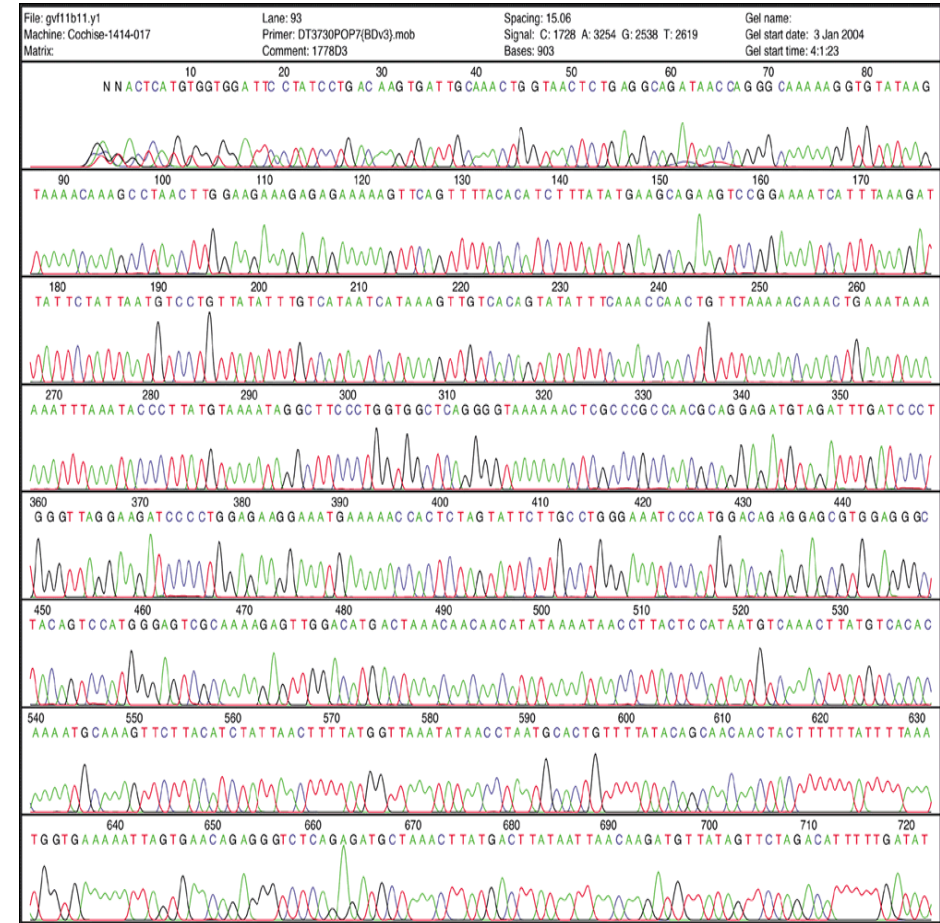 File: gvf11b11.y1 Lane: 93 Spacing: 15.06 Gel name:
Machine: Cochise-1414-017 Primer: DT3730POP7{BDv3}.mob Signal: C: 1728 A: 3254 G: 2538 T: 2619 Gel start date: 3 Jan 2004
Matrix: Comment: 1778D3 Bases: 903 Gel start time: 4:1:23
10 20 30 40 50 60 70 80
NNACTCATGTGGTGGATTCCTATCCTGACAAGTGATTGCAAACTGGTAACTCTGAGGCAGATAACCAGGGCAAAAAGGTGTATAAG
90 100 110 120 130 140 150 160 170
TAAAACAAAGCCTAACTTGGAAGAAAGAGAGAAAAAGTTCAGTTTTACACATCTTTATATGAAGCAGAAGTCCGGAAAATCATTTAAAGAT
180 190 200 210 220 230 240 250 260
TATTCTATTAATGTCCTGTTATATTTGTCATAATCATAAAGTTGTCACAGTATATTTCAAACCAACTGTTTAAAAACAAACTGAAATAAA
270 280 290 300 310 320 330 340 350
AAATTTAAATACCCTTATGTAAAATAGGCTTCCCTGGTGGCTCAGGGGTAAAAAACTCGCCCGCCAACGCAGGAGATGTAGATTTGATCCCT
360 370 380 390 400 410 420 430 440
GGGTTAGGAAGATCCCCTGGAGAAGGAAATGAAAAACCACTCTAGTATTCTTGCCTGGGAAATCCCATGGACAGAGGAGCGTGGAGGGC
450 460 470 480 490 500 510 520 530
TACAGTCCATGGGAGTCGCAAAAGAGTTGGACATGACTAAACAACAACATATAAAATAACCTTACTCCATAATGTCAAACTTATGTCACAC
540 550 560 570 580 590 600 610 620 630
AAAATGCAAAGTTCTTACATCTATTAACTTTTATGGTTAAATATAACCTAATGCACTGTTTTATACAGCAACAACTACTTTTTTATTTTAAA
640 650 660 670 680 690 700 710 720
TGGTGAAAAATTAGTGAACAGAGGGTCTCAGAGATGCTAAACTTATGACTTATAATTAACAAGATGTTATAGTTCTAGACATTTTTGATAT